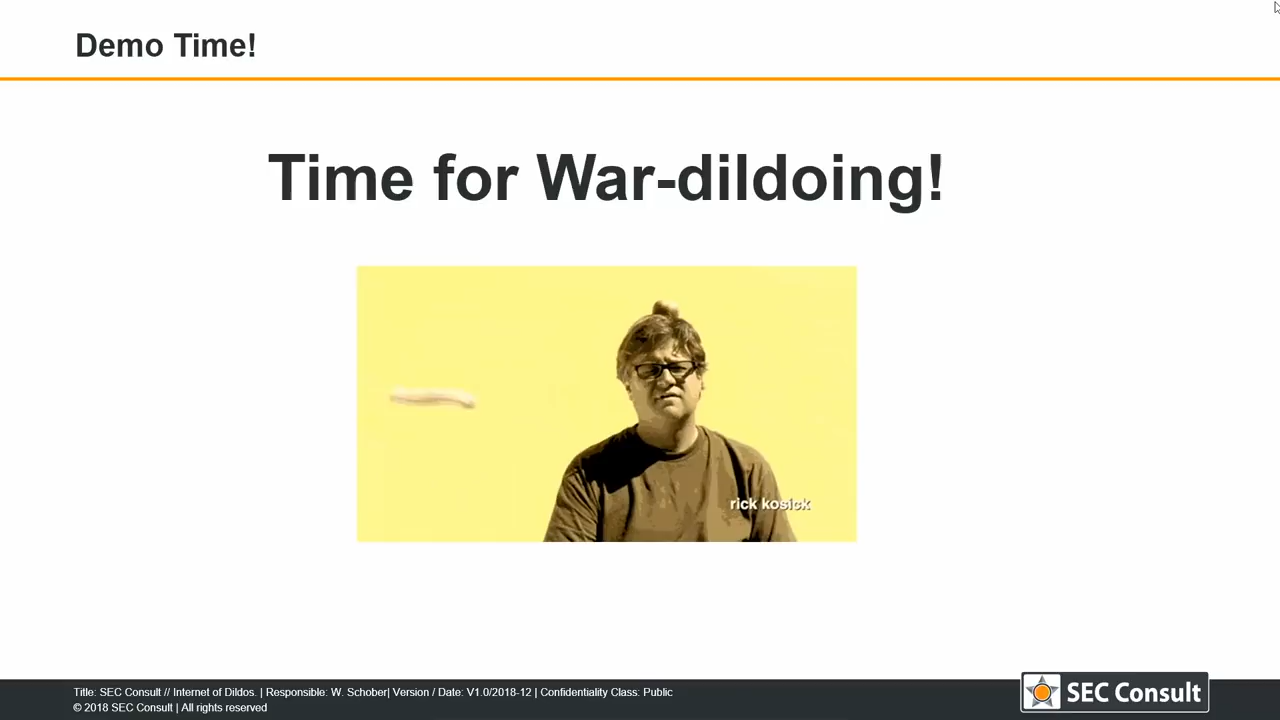 Demo Time!
Time for War-dildoing!
rick kosick
Title: SEC Consult // Internet of Dildos. | Responsible: W. Schober| Version / Date: V1.0/2018-12 | Confidentiality Class: Public
© 2018 SEC Consult | All rights reserved
SEC Consult